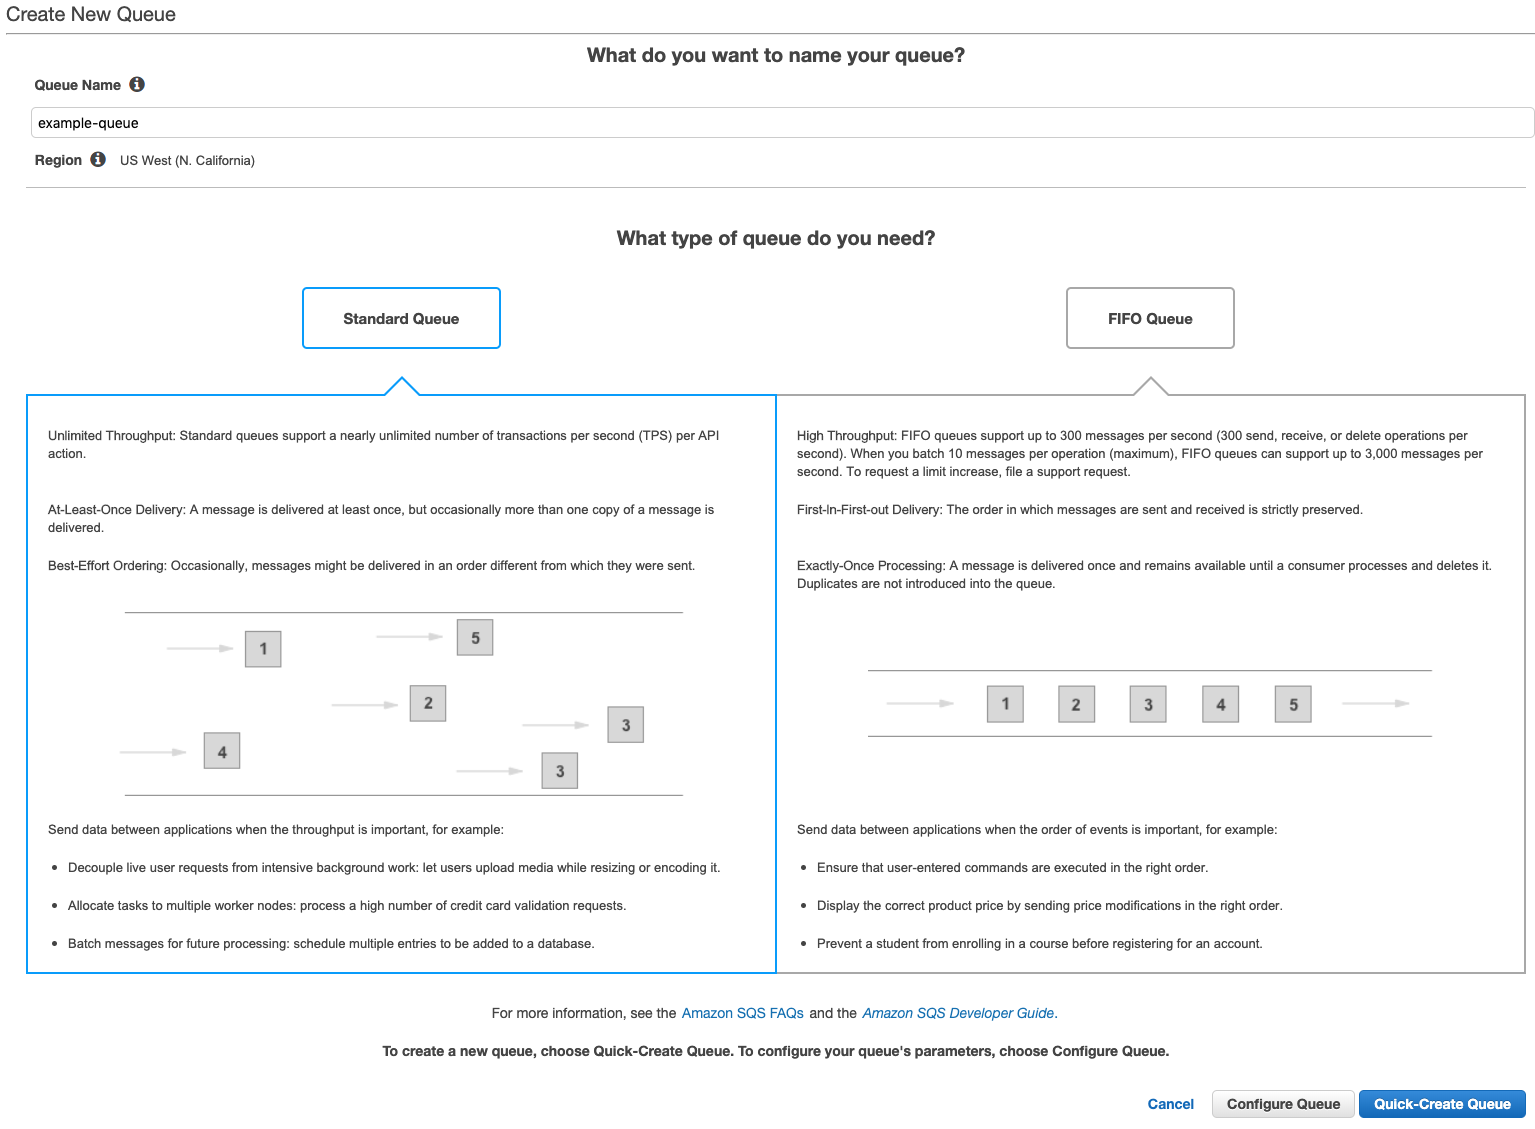 Create New Queue
What do you want to name your queue?
Queue Name
example-queue
Region US West (N. California)
What type of queue do you need?
Standard Queue
FIFO Queue
Unlimited Throughput: Standard queues support a nearly unlimited number of transactions per second (TPS) per API
action.
At-Least-Once Delivery: A message is delivered at least once, but occasionally more than one copy of a message is
delivered.
Best-Effort Ordering: Occasionally, messages might be delivered in an order different from which they were sent.
1
5
2
3
4
3
Send data between applications when the throughput is important, for example:
• Decouple live user requests from intensive background work: let users upload media while resizing or encoding it.
• Allocate tasks to multiple worker nodes: process a high number of credit card validation requests.
• Batch messages for future processing: schedule multiple entries to be added to a database.
High Throughput: FIFO queues support up to 300 messages per second (300 send, receive, or delete operations per
second). When you batch 10 messages per operation (maximum), FIFO queues can support up to 3,000 messages per
second. To request a limit increase, file a support request.
First-In-First-out Delivery: The order in which messages are sent and received is strictly preserved.
Exactly-Once Processing: A message is delivered once and remains available until a consumer processes and deletes it.
Duplicates are not introduced into the queue.
1 2 3 4 5
Send data between applications when the order of events is important, for example:
• Ensure that user-entered commands are executed in the right order.
• Display the correct product price by sending price modifications in the right order.
• Prevent a student from enrolling in a course before registering for an account.
For more information, see the Amazon SQS FAQs and the Amazon SQS Developer Guide.
To create a new queue, choose Quick-Create Queue. To configure your queue's parameters, choose Configure Queue.
Cancel Configure Queue Quick-Create Queue